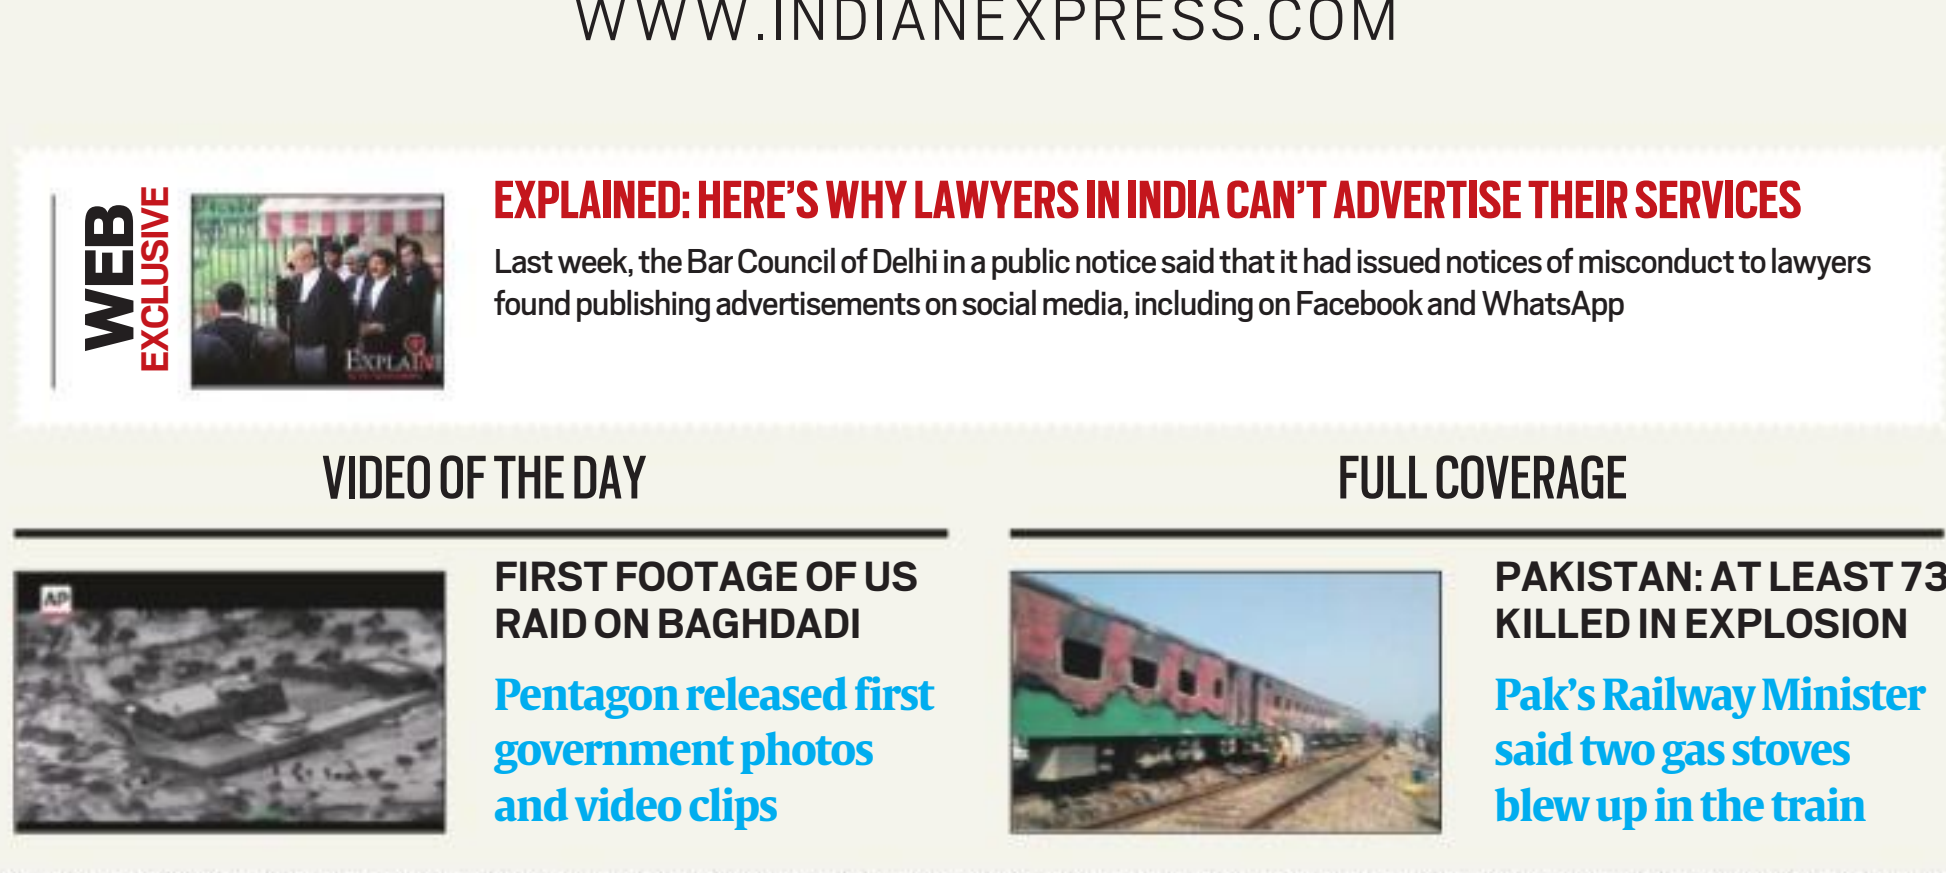 WWW.INDIANEXPRESS.COM
WEB
EXCLUSIVE
EXPLAIN
EXPLAINED: HERE'S WHY LAWYERS IN INDIA CAN'T ADVERTISE THEIR SERVICES
Last week, the Bar Council of Delhi in a public notice said that it had issued notices of misconduct to lawyers
found publishing advertisements on social media, including on Facebook and WhatsApp
VIDEO OF THE DAY
AP
FIRST FOOTAGE OF US
RAID ON BAGHDADI
Pentagon released first
government photos
and video clips
FULL COVERAGE
PAKISTAN: AT LEAST 73
KILLED IN EXPLOSION
Pak's Railway Minister
said two gas stoves
blew up in the train